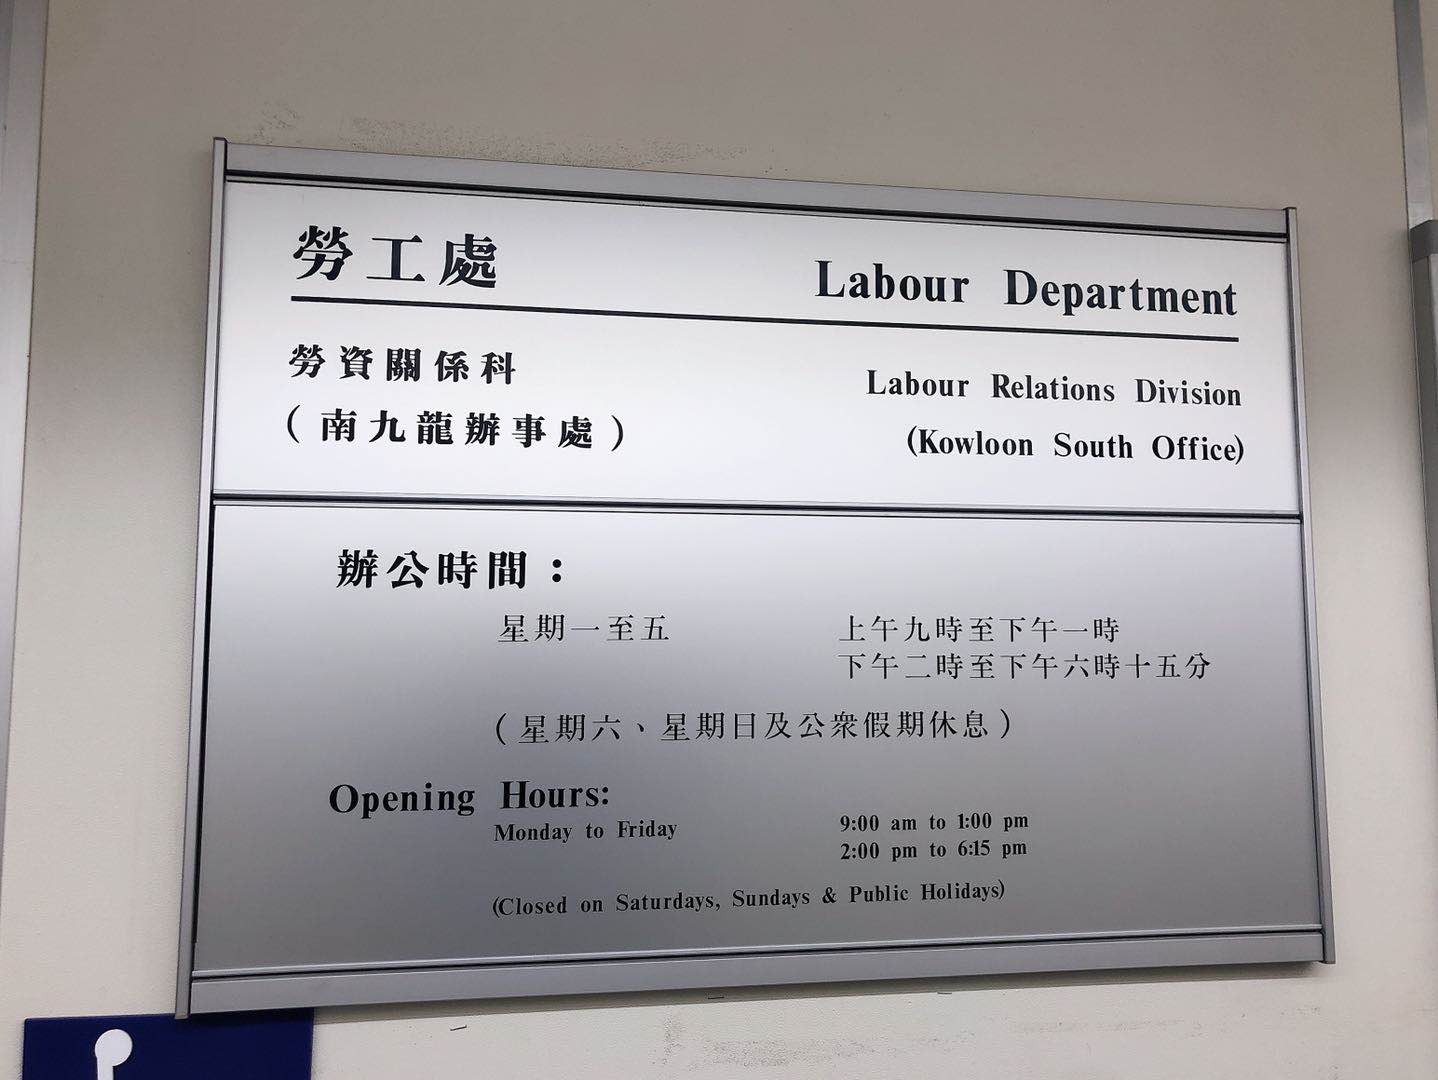 勞工處
Labour Department
勞資關係科
Labour Relations Division
（南九龍辦事處）
(Kowloon South Office)
辦公時間：
星期一至五 上午九時至下午一時
下午二時至下午六時十五分
（星期六、星期日及公眾假期休息）
Opening Hours:
Monday to Friday 9:00 am to 1:00 pm
2:00 pm to 6:15 pm
(Closed on Saturdays, Sundays & Public Holidays)